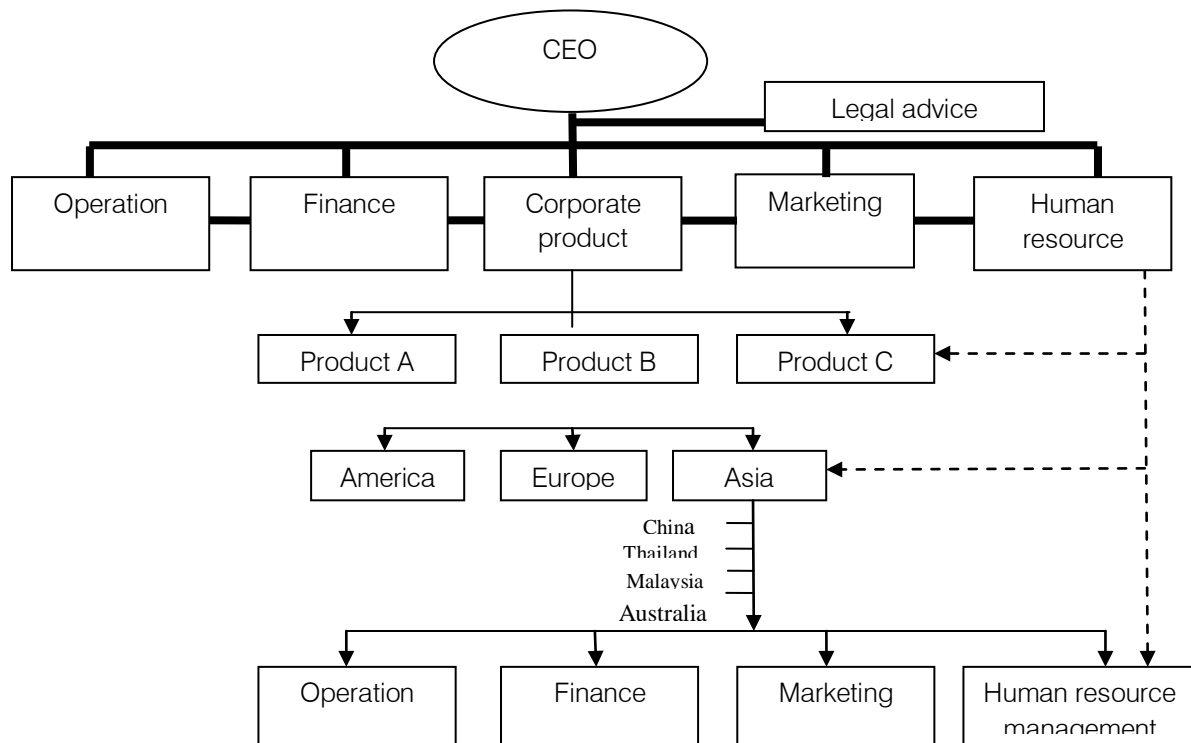 CEO
Legal advice
Operation
Finance
Corporate
product
Marketing
Human
resource
Product A
Product B
Product C
America
Europe
Asia
China
Thailand
Malaysia
Australia
Operation
Finance
Marketing
Human resource
management